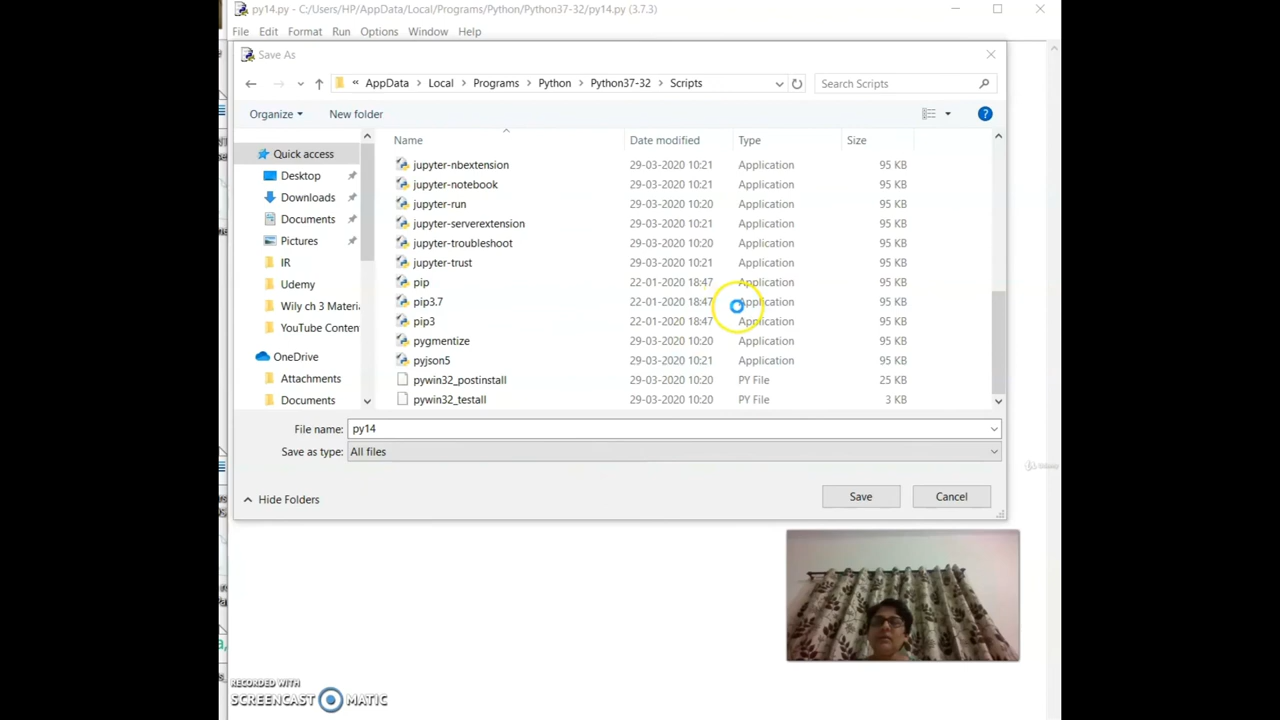 py14.py - C:/Users/HP/AppData/Local/Programs/Python/Python37-32/py14.py (3.7.3)
File Edit Format Run Options Window Help
Save As
« AppData > Local > Programs > Python > Python37-32 > Scripts
Search Scripts
Organize New folder
Name Date modified Type Size
Quick access
Desktop
Downloads
Documents
Pictures
IR
Udemy
Wily ch 3 Materi
YouTube Conten
OneDrive
Attachments
Documents
jupyter-nbextension 29-03-2020 10:21 Application 95 KB
jupyter-notebook 29-03-2020 10:21 Application 95 KB
jupyter-run 29-03-2020 10:20 Application 95 KB
jupyter-serverextension 29-03-2020 10:21 Application 95 KB
jupyter-troubleshoot 29-03-2020 10:20 Application 95 KB
jupyter-trust 29-03-2020 10:21 Application 95 KB
pip 22-01-2020 18:47 Application 95 KB
pip3.7 22-01-2020 18:47 Application 95 KB
pip3 22-01-2020 18:47 Application 95 KB
pygmentize 29-03-2020 10:20 Application 95 KB
pyjson5 29-03-2020 10:21 Application 95 KB
pywin32_postinstall 29-03-2020 10:20 PY File 25 KB
pywin32_testall 29-03-2020 10:20 PY File 3 KB
File name: py14
Save as type: All files
Hide Folders
Save Cancel
RECORDED WITH
SCREENCAST MATIC